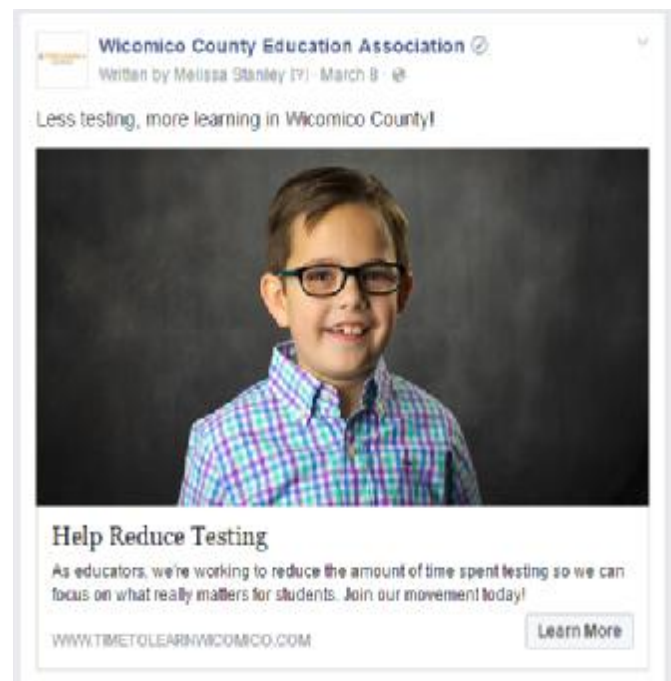 Wicomico County Education Association
Written by Melissa Stanley [?] · March 8 ·
Less testing, more learning in Wicomico County!
Help Reduce Testing
As educators, we're working to reduce the amount of time spent testing so we can
focus on what really matters for students. Join our movement today!
WWW.TIMETOLEARNWICOMICO.COM
Learn More